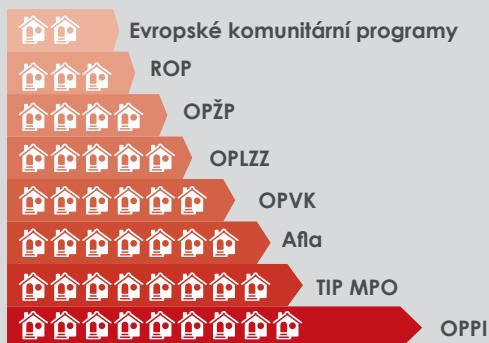 Evropské komunitární programy
ROP
OPŽP
OPLZZ
OPVK
Afla
TIP MPO
OPPI